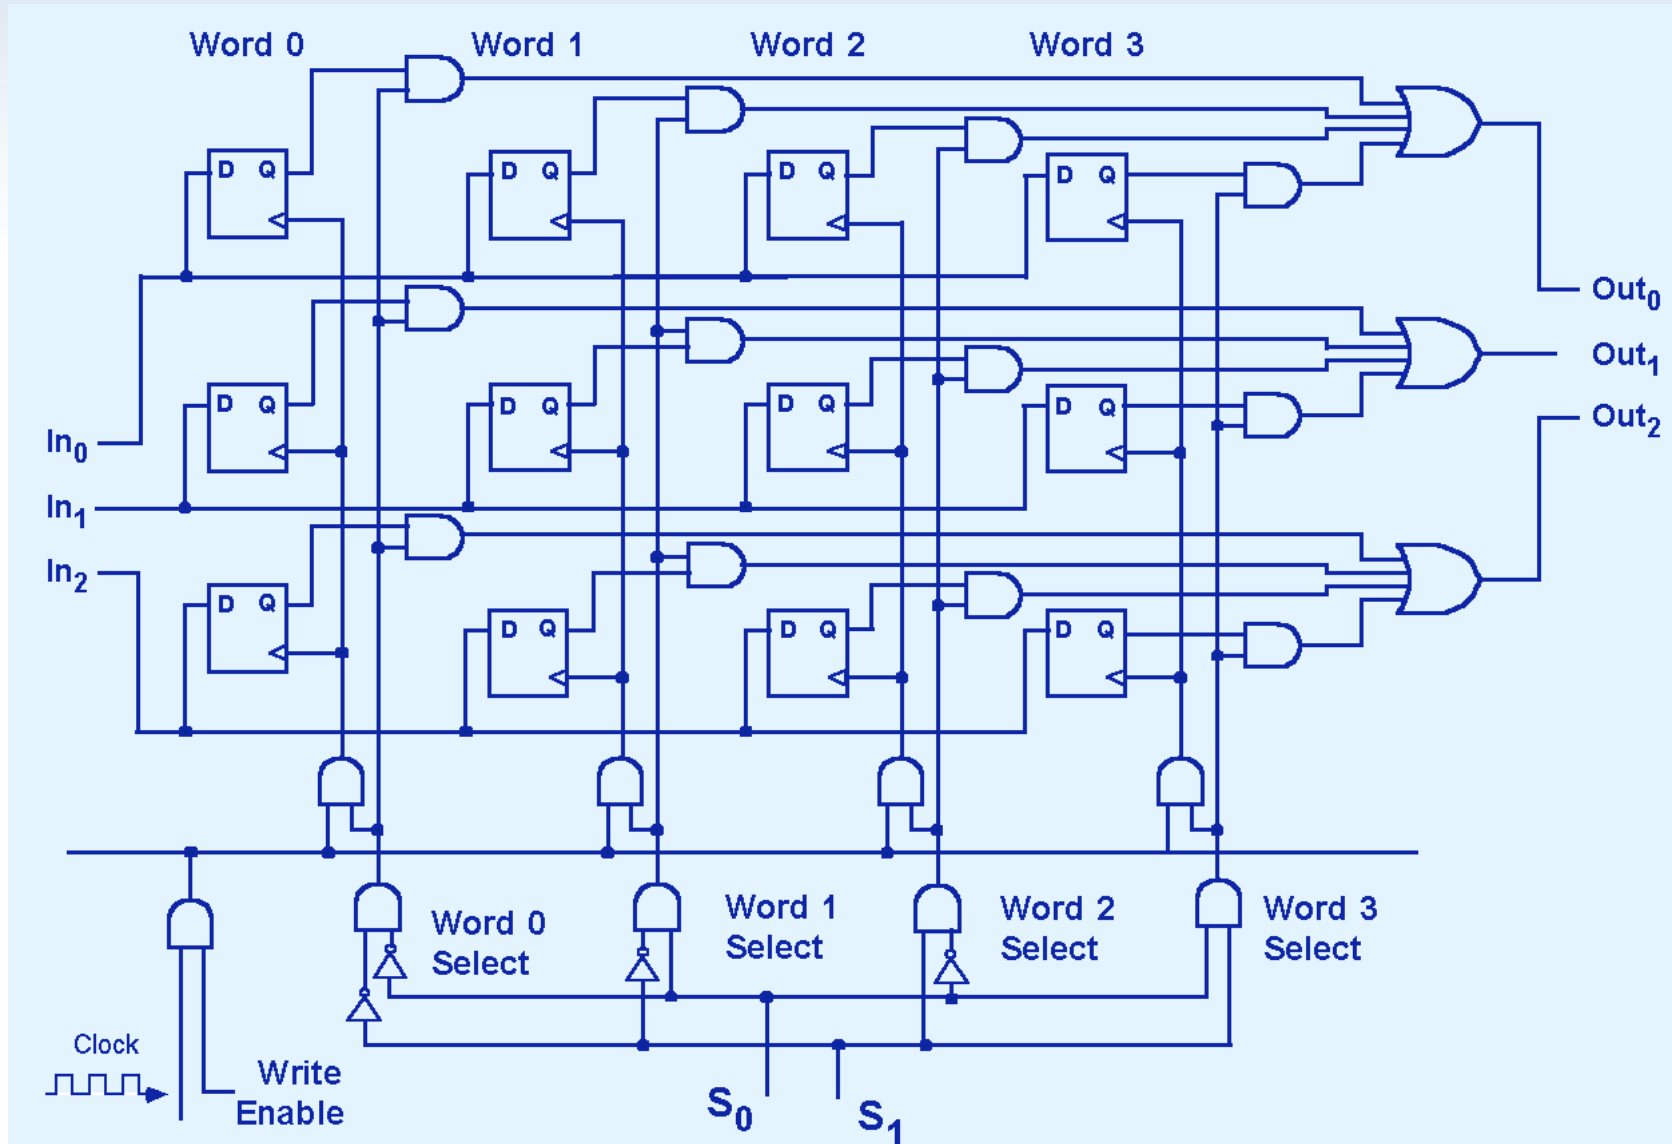 Word 0
Word 1
Word 2
Word 3
D Q
D Q
D Q
D Q
Out0
D Q
D Q
D Q
D Q
Out1
Out2
In0
In1
In2
D Q
D Q
D Q
D Q
Word 0
Select
Word 1
Select
Word 2
Select
Word 3
Select
Clock
Write
Enable
S0
S1